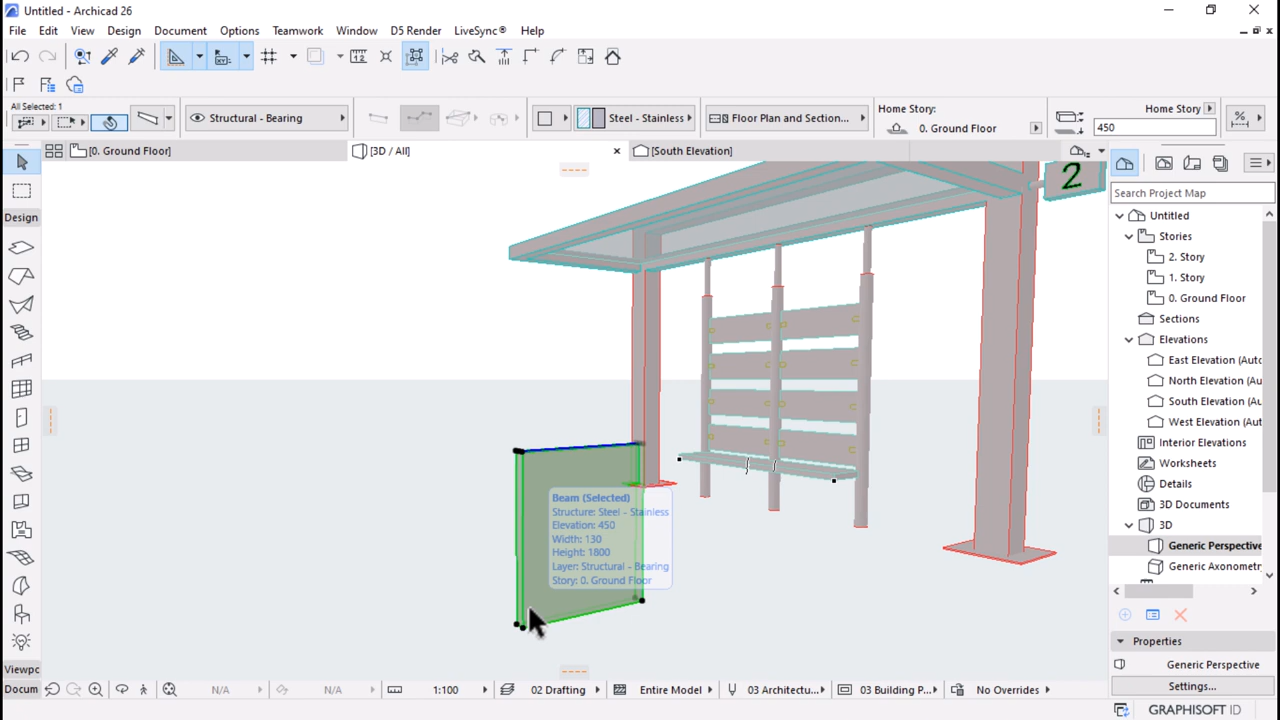 Untitled - Archicad 26
File Edit View Design Document Options Teamwork Window D5 Render LiveSync® Help
All Selected: 1
Structural - Bearing
Steel - Stainless
Floor Plan and Section...
Home Story:
0. Ground Floor
Home Story
450
[0. Ground Floor]
[3D / All]
[South Elevation]
Search Project Map
2
Design
Untitled
Stories
2. Story
1. Story
0. Ground Floor
Sections
Elevations
East Elevation (Auto
North Elevation (Au
South Elevation (Au
West Elevation (Aut
Interior Elevations
Worksheets
Details
3D Documents
3D
Generic Perspective
Generic Axonometr
Beam (Selected)
Structure: Steel - Stainless
Elevation: 450
Width: 130
Height: 1800
Layer: Structural - Bearing
Story: 0. Ground Floor
Properties
Generic Perspective
Settings...
Viewpc
Docum
N/A
N/A
1:100
02 Drafting
Entire Model
03 Architectu...
03 Building P...
No Overrides
GRAPHISOFT ID